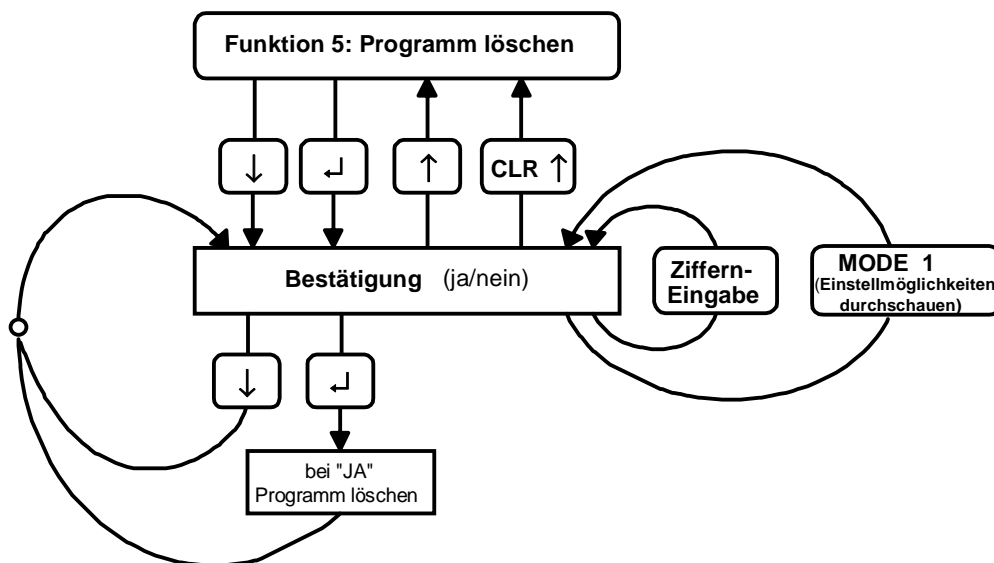 Funktion 5: Programm löschen
↓ ↵ ↑ CLR ↑
Bestätigung (ja/nein)
Ziffern-
Eingabe
MODE 1
(Einstellmöglichkeiten
durchschauen)
↓ ↵
bei "JA"
Programm löschen